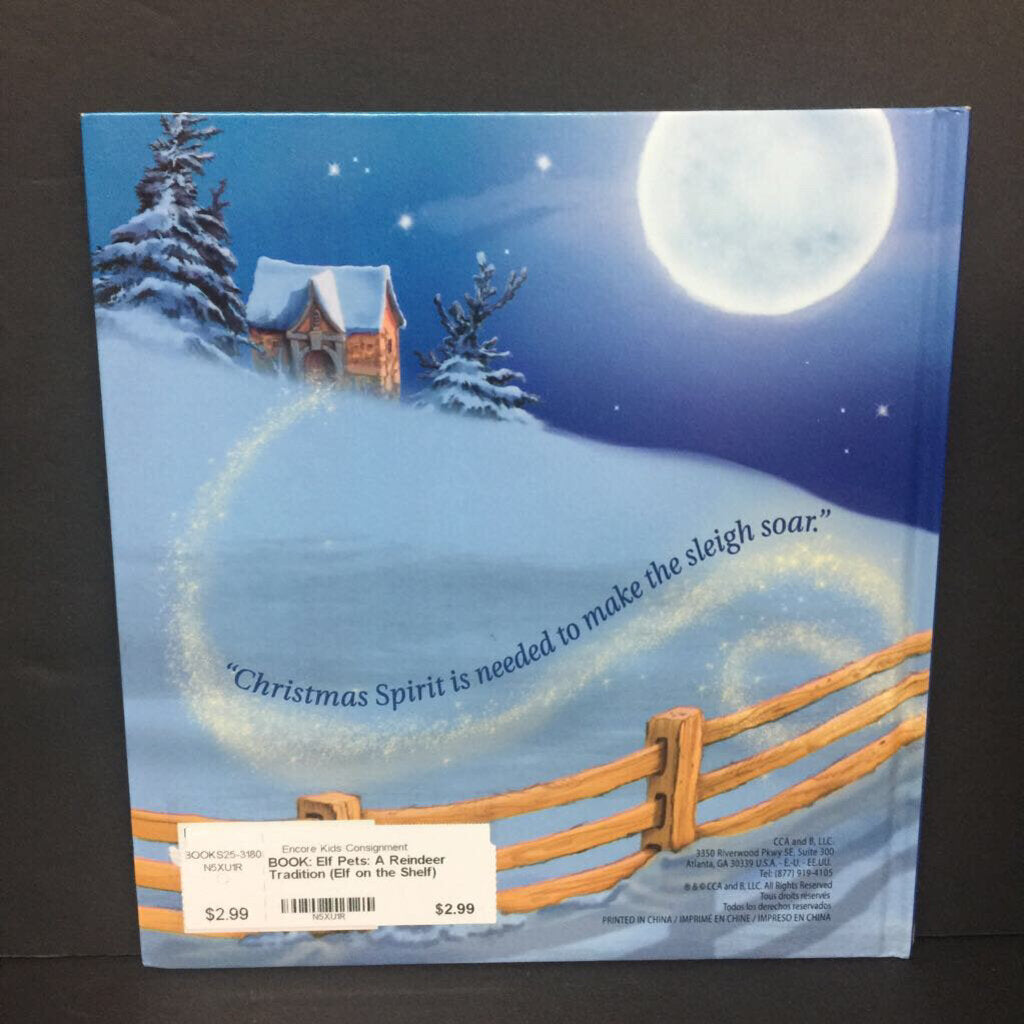 “Christmas Spirit is needed to make the sleigh soar.”
BOOKS25-3180
N5XU1R
$2.99
Encore Kids Consignment
BOOK: Elf Pets: A Reindeer
Tradition (Elf on the Shelf)
N5XU1R
$2.99
CCA and B, LLC.
3350 Riverwood Pkwy SE, Suite 300
Atlanta, GA 30339 U.S.A. - E.U. - EE.UU.
Tel: (877) 919-4105
® & © CCA and B, LLC. All Rights Reserved
Tous droits réservés
Todos los derechos reservados
PRINTED IN CHINA / IMPRIMÉ EN CHINE / IMPRESO EN CHINA